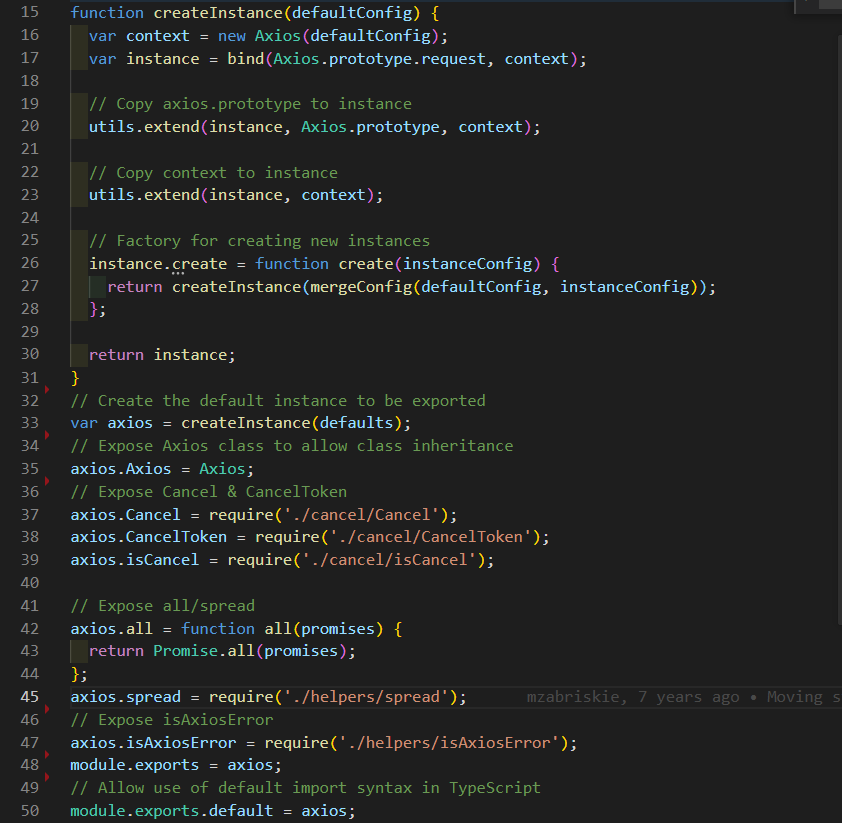 15 function createInstance(defaultConfig) {
16   var context = new Axios(defaultConfig);
17   var instance = bind(Axios.prototype.request, context);
18
19   // Copy axios.prototype to instance
20   utils.extend(instance, Axios.prototype, context);
21
22   // Copy context to instance
23   utils.extend(instance, context);
24
25   // Factory for creating new instances
26   instance.create = function create(instanceConfig) {
27     return createInstance(mergeConfig(defaultConfig, instanceConfig));
28   };
29
30   return instance;
31 }
32 // Create the default instance to be exported
33 var axios = createInstance(defaults);
34 // Expose Axios class to allow class inheritance
35 axios.Axios = Axios;
36 // Expose Cancel & CancelToken
37 axios.Cancel = require('./cancel/Cancel');
38 axios.CancelToken = require('./cancel/CancelToken');
39 axios.isCancel = require('./cancel/isCancel');
40
41 // Expose all/spread
42 axios.all = function all(promises) {
43   return Promise.all(promises);
44 };
45 axios.spread = require('./helpers/spread');      mzabriskie, 7 years ago • Moving s
46 // Expose isAxiosError
47 axios.isAxiosError = require('./helpers/isAxiosError');
48 module.exports = axios;
49 // Allow use of default import syntax in TypeScript
50 module.exports.default = axios;